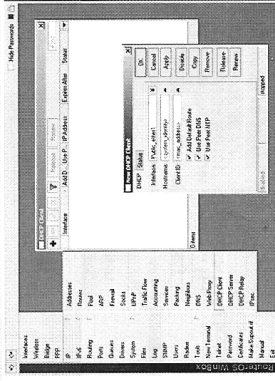 Hide Passwords
RouterOS WinBox
Interfaces
Wireless
Bridge
PPP
IP
IPv6
Routing
Ports
Queues
Drivers
System
Files
Log
SNMP
Users
Radius
Tools
New Terminal
Telnet
Password
Certificates
Make Supout.rif
Manual
Exit
Addresses
Routes
Pool
ARP
Firewall
Socks
UPnP
Traffic Flow
Accounting
Services
Packing
Neighbors
DNS
Web Proxy
DHCP Client
DHCP Server
DHCP Relay
IPsec
DHCP Client
Release
Renew
Find
Interface
Use P...
IP Address
Expires After
Status
0 items
New DHCP Client
DHCP
Status
Interface:
Hostname:
Client ID:
Add Default Route
Use Peer DNS
Use Peer NTP
OK
Cancel
Apply
Disable
Copy
Remove
Release
Renew
disabled
stopped